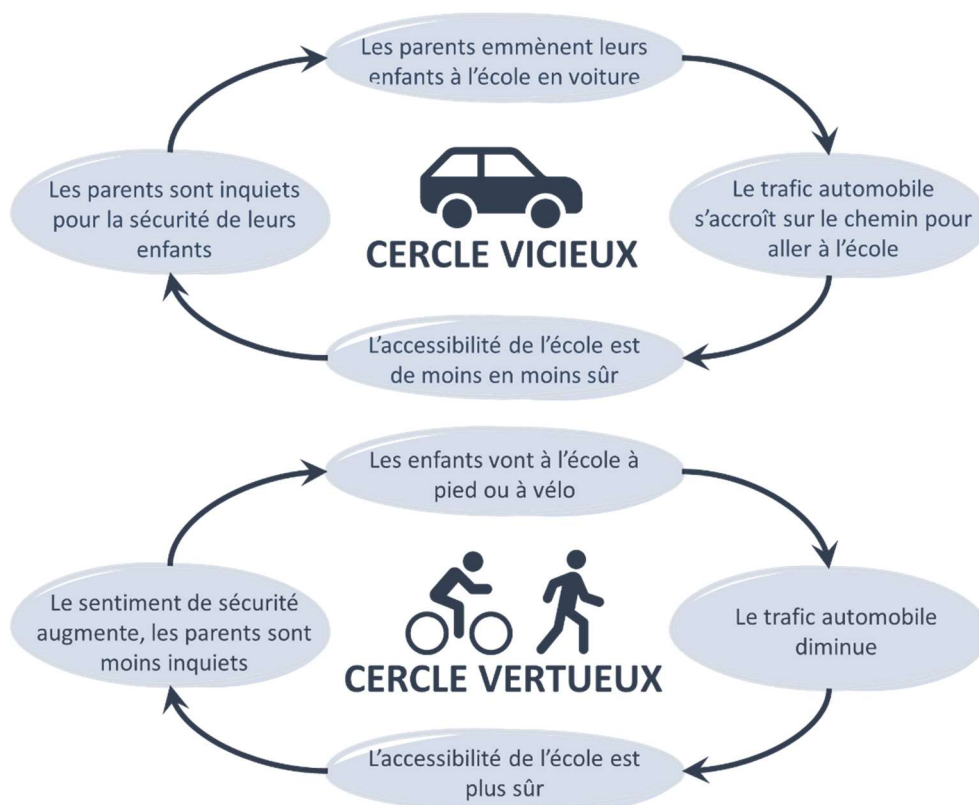 Les parents emmènent leurs
enfants à l'école en voiture
Les parents sont inquiets
pour la sécurité de leurs
enfants
CERCLE VICIEUX
Le trafic automobile
s'accroît sur le chemin pour
aller à l'école
L'accessibilité de l'école est
de moins en moins sûr
Les enfants vont à l'école à
pied ou à vélo
Le sentiment de sécurité
augmente, les parents sont
moins inquiets
CERCLE VERTUEUX
Le trafic automobile
diminue
L'accessibilité de l'école est
plus sûr